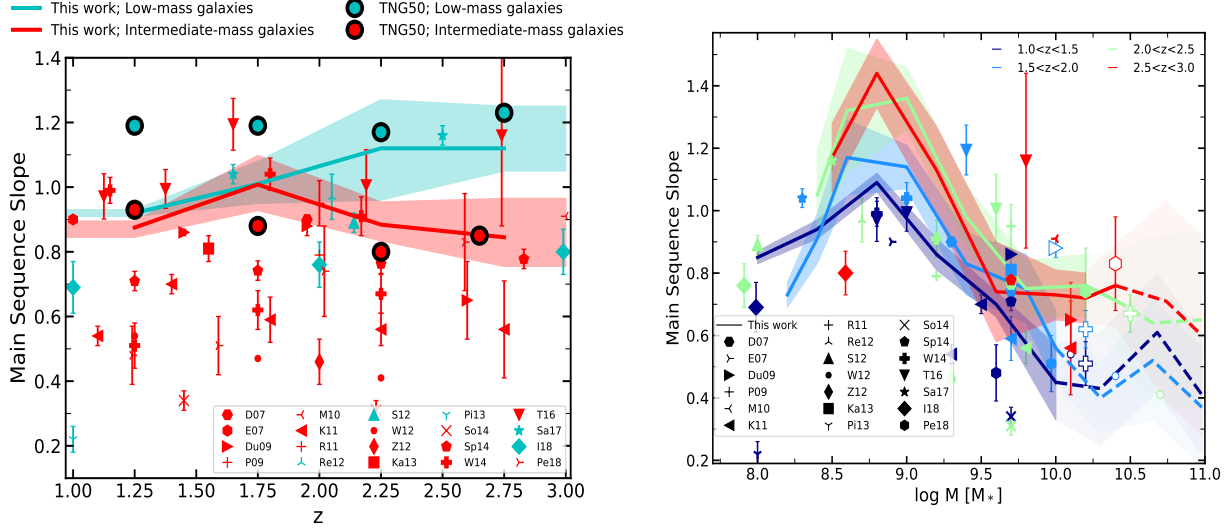 This work; Low-mass galaxies TNG50; Low-mass galaxies
This work; Intermediate-mass galaxies TNG50; Intermediate-mass galaxies
Main Sequence Slope
1.4
1.2
1.0
0.8
0.6
0.4
0.2
D07 M10 S12 Pi13 T16
E07 K11 W12 So14 Sa17
Du09 R11 Z12 Sp14 I18
P09 Re12 Ka13 W14 Pe18
1.00 1.25 1.50 1.75 2.00 2.25 2.50 2.75 3.00
z
Main Sequence Slope
1.4
1.2
1.0
0.8
0.6
0.4
0.2
1.0<z<1.5 2.0<z<2.5
1.5<z<2.0 2.5<z<3.0
This work R11 So14
D07 Re12 Sp14
E07 S12 W14
Du09 W12 T16
P09 Z12 Sa17
M10 Ka13 I18
K11 Pi13 Pe18
8.0 8.5 9.0 9.5 10.0 10.5 11.0
log M [M*]